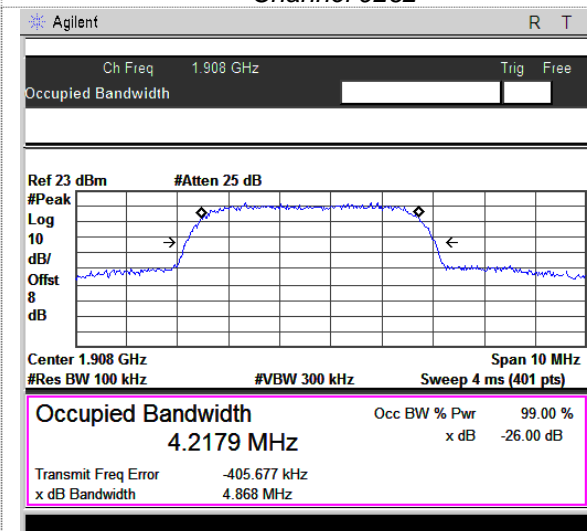 Agilent R T
Ch Freq 1.908 GHz Trig Free
Occupied Bandwidth
Ref 23 dBm #Atten 25 dB
#Peak
Log
10
dB/
Offst
8
dB
Center 1.908 GHz Span 10 MHz
#Res BW 100 kHz #VBW 300 kHz Sweep 4 ms (401 pts)
Occupied Bandwidth Occ BW % Pwr 99.00 %
4.2179 MHz x dB -26.00 dB
Transmit Freq Error -405.677 kHz
x dB Bandwidth 4.868 MHz